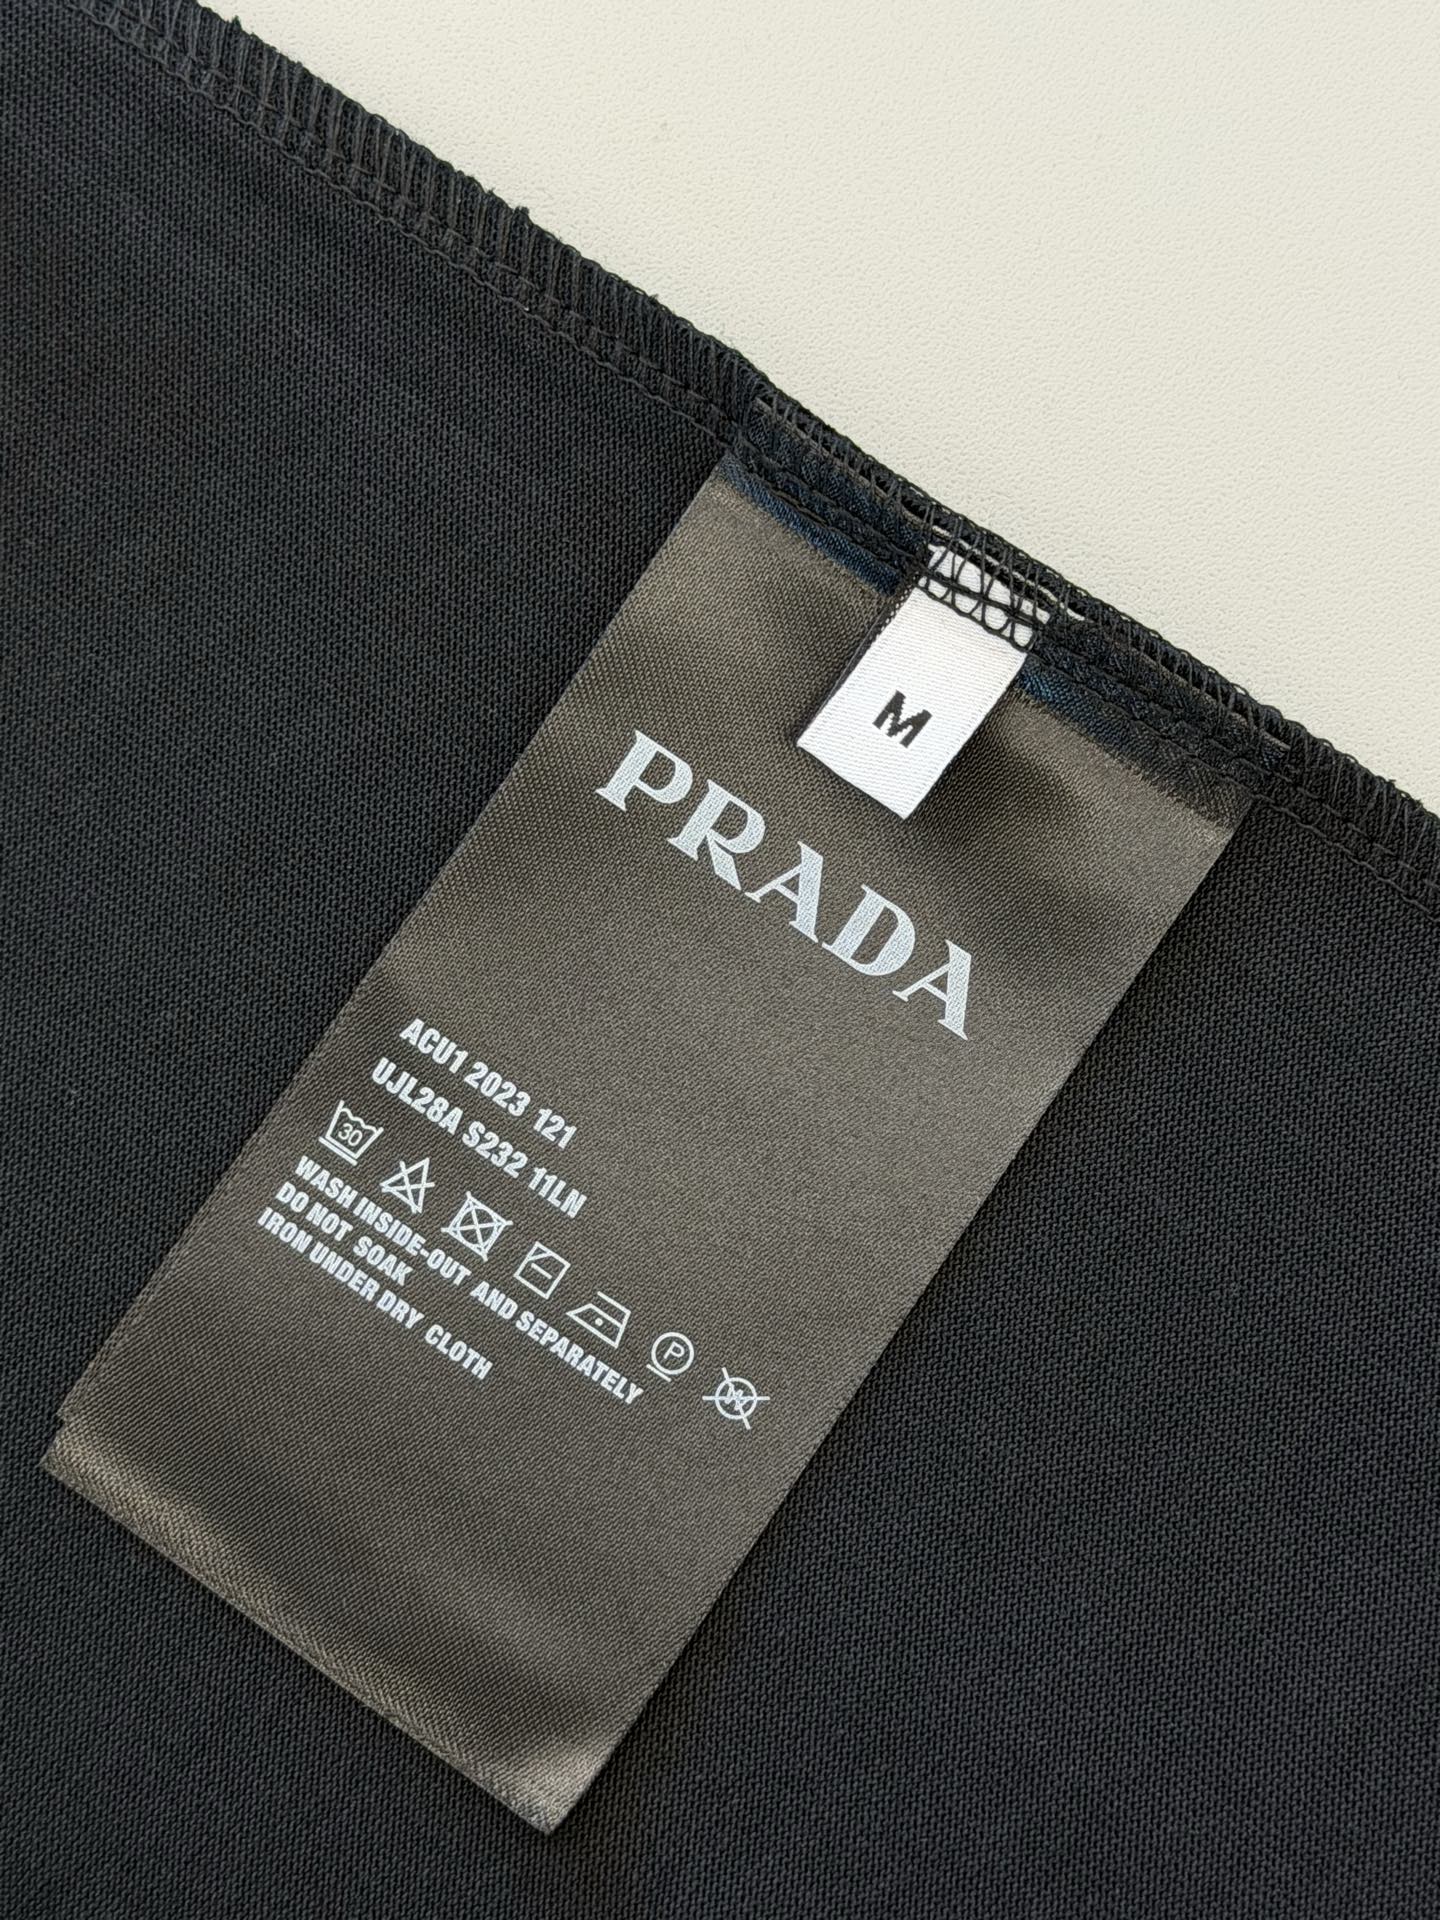 M
PRADA
ACU1 2023 121
UJL28A S232 11LN
30
P
W
WASH INSIDE-OUT AND SEPARATELY
DO NOT SOAK
IRON UNDER DRY CLOTH